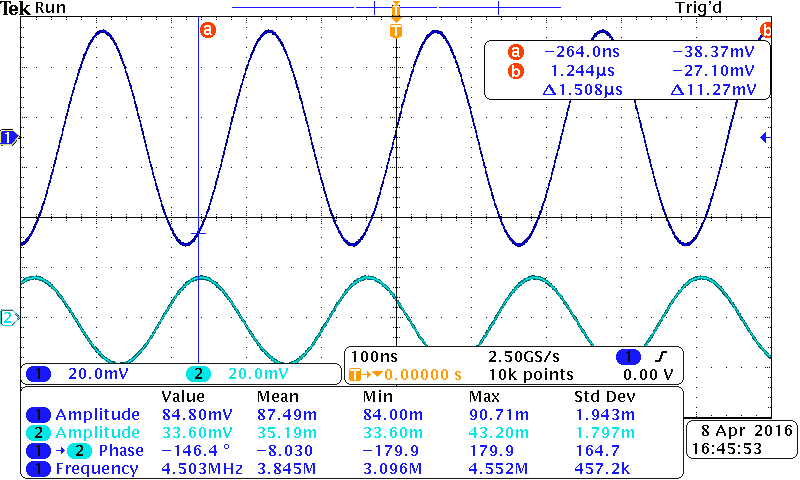 Tek Run Trig'd
a T b
T
a −264.0ns −38.37mV
b 1.244µs −27.10mV
Δ1.508µs Δ11.27mV
1
2
1 20.0mV 2 20.0mV
100ns 2.50GS/s 1
T→▼0.00000 s 10k points 0.00 V
Value Mean Min Max Std Dev
1 Amplitude 84.80mV 87.49m 84.00m 90.71m 1.943m
2 Amplitude 33.60mV 35.19m 33.60m 43.20m 1.797m
1 → 2 Phase −146.4 ° −8.030 −179.9 179.9 164.7
1 Frequency 4.503MHz 3.845M 3.096M 4.552M 457.2k
8 Apr 2016
16:45:53